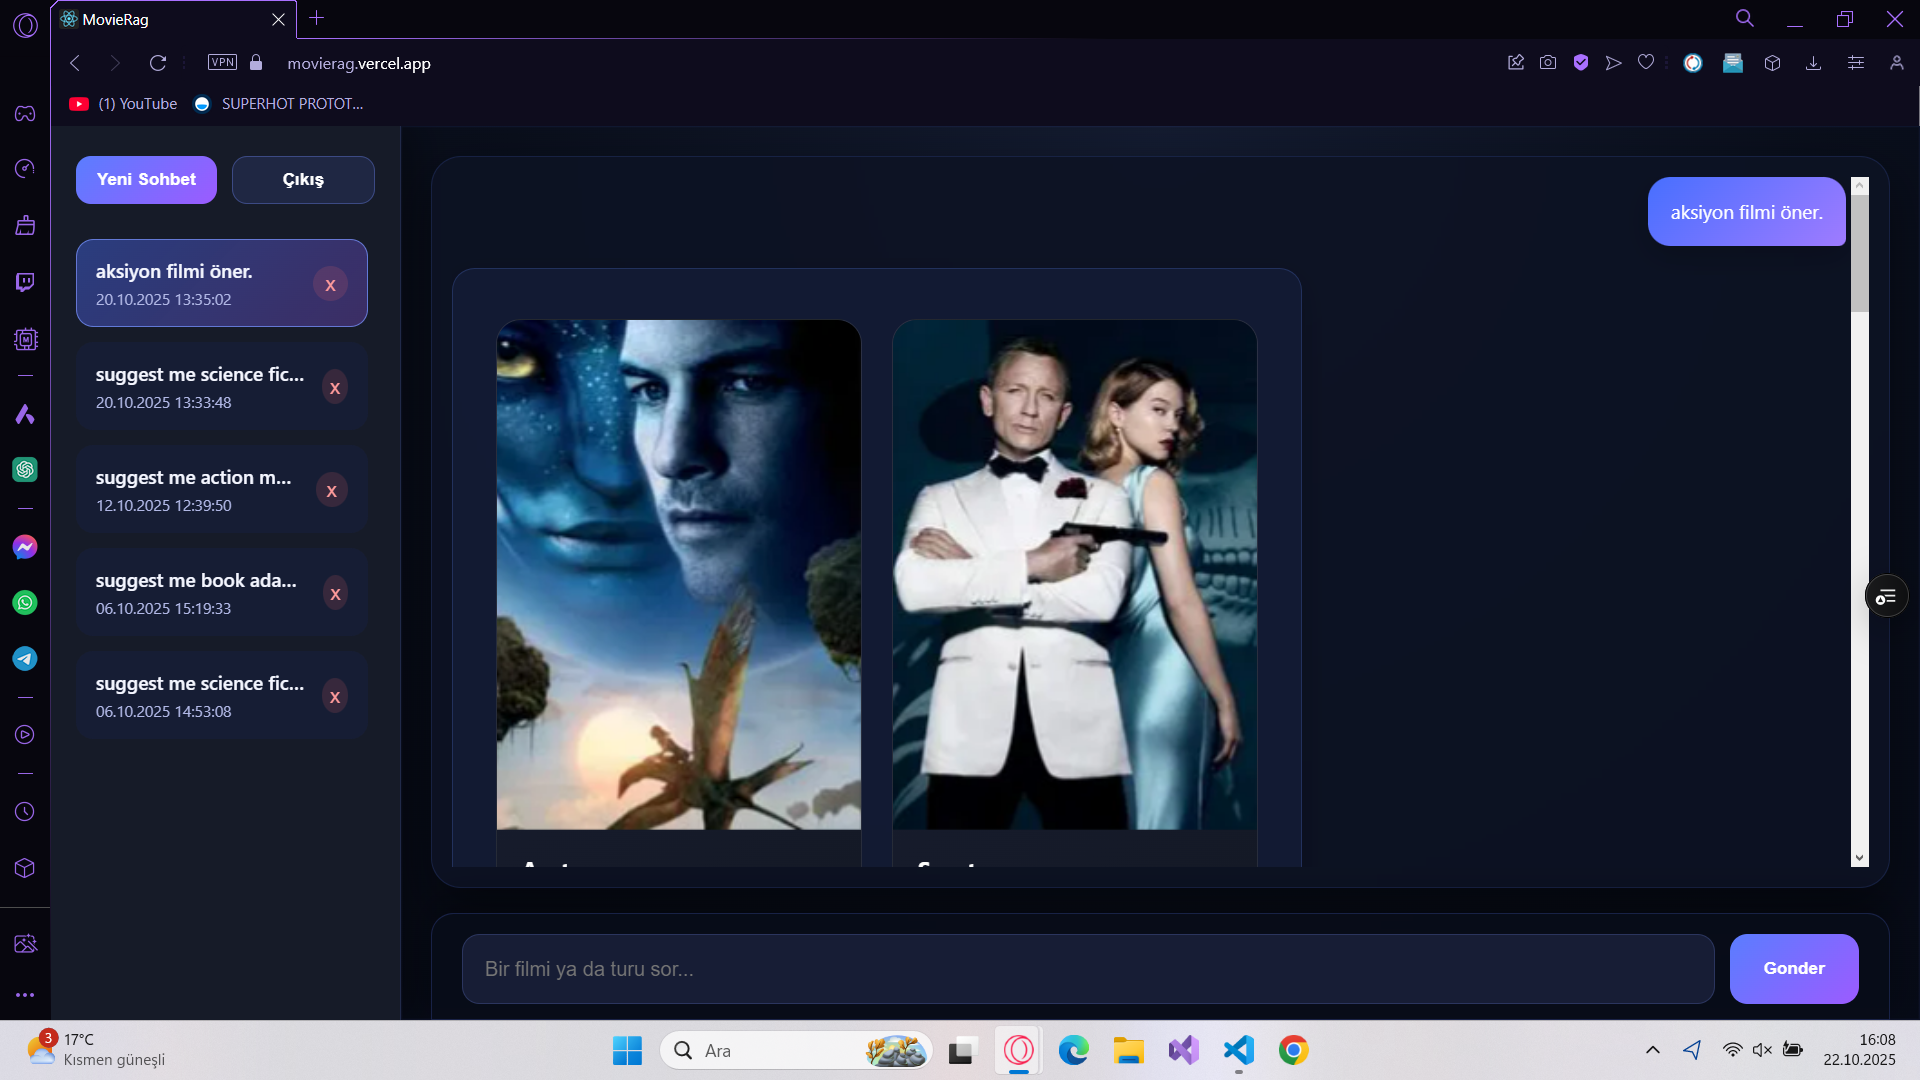 MovieRag
VPN
movierag.vercel.app
(1) YouTube
SUPERHOT PROTOT...
Yeni Sohbet
Çıkış
aksiyon filmi öner.
20.10.2025 13:35:02
X
suggest me science fic...
20.10.2025 13:33:48
X
suggest me action m...
12.10.2025 12:39:50
X
suggest me book ada...
06.10.2025 15:19:33
X
suggest me science fic...
06.10.2025 14:53:08
X
aksiyon filmi öner.
Bir filmi ya da turu sor...
Gonder
3
17°C
Kısmen güneşli
Ara
16:08
22.10.2025